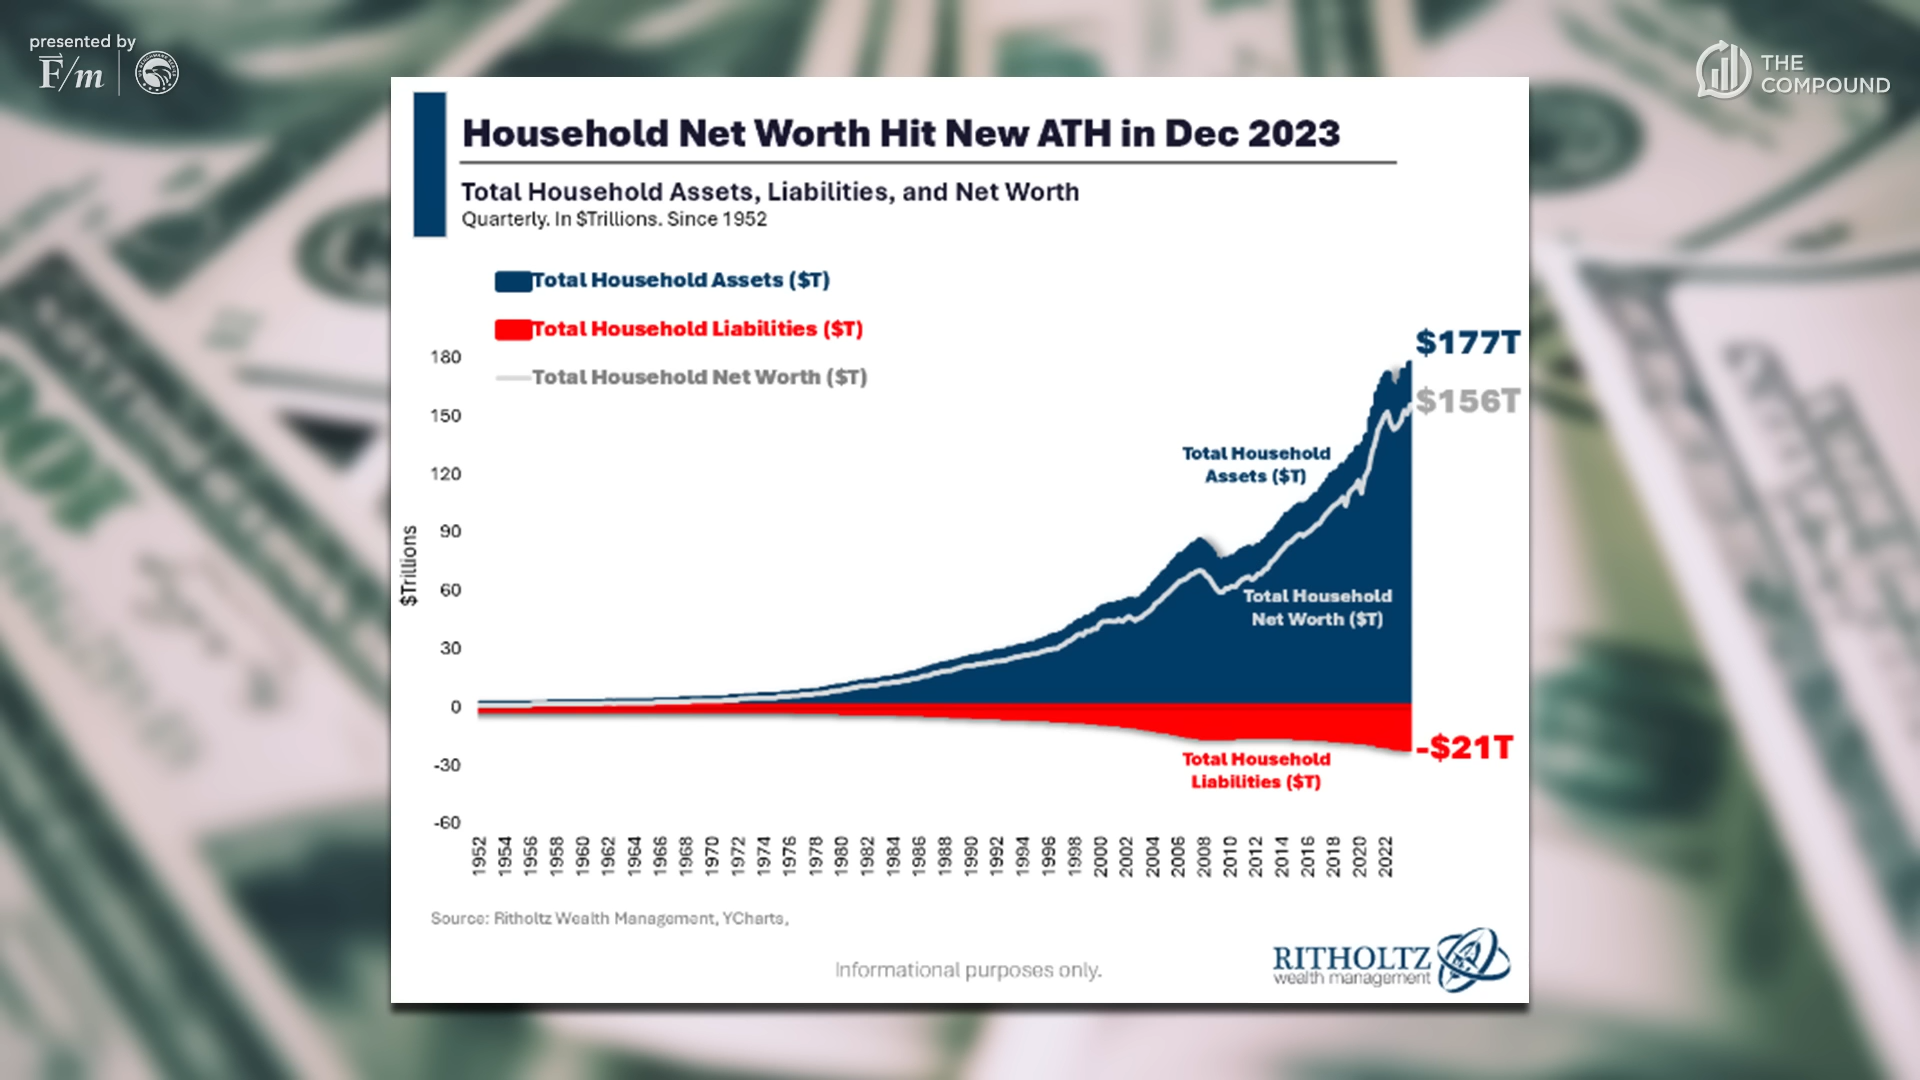 presented by
F/m
THE
COMPOUND
Household Net Worth Hit New ATH in Dec 2023
Total Household Assets, Liabilities, and Net Worth
Quarterly. In $Trillions. Since 1952
Total Household Assets ($T)
Total Household Liabilities ($T)
Total Household Net Worth ($T)
$177T
$156T
-$21T
Total Household
Assets ($T)
Total Household
Net Worth ($T)
Total Household
Liabilities ($T)
$Trillions
180
150
120
90
60
30
0
-30
-60
1952 1954 1956 1958 1960 1962 1964 1966 1968 1970 1972 1974 1976 1978 1980 1982 1984 1986 1988 1990 1992 1994 1996 1998 2000 2002 2004 2006 2008 2010 2012 2014 2016 2018 2020 2022
Source: Ritholtz Wealth Management, YCharts,
Informational purposes only.
RITHOLTZ
wealth management